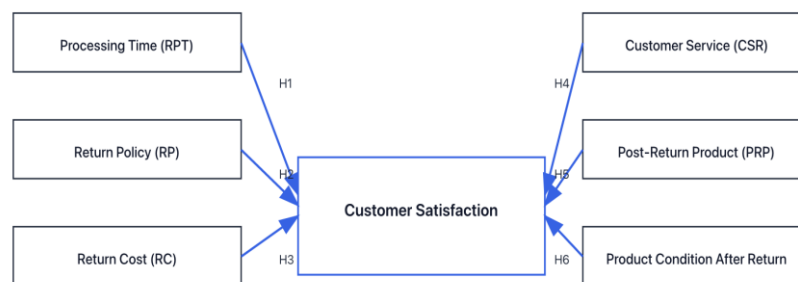 Processing Time (RPT)
Customer Service (CSR)
H1
H4
Return Policy (RP)
Post-Return Product (PRP)
H2
H5
Customer Satisfaction
Return Cost (RC)
H3
H6
Product Condition After Return